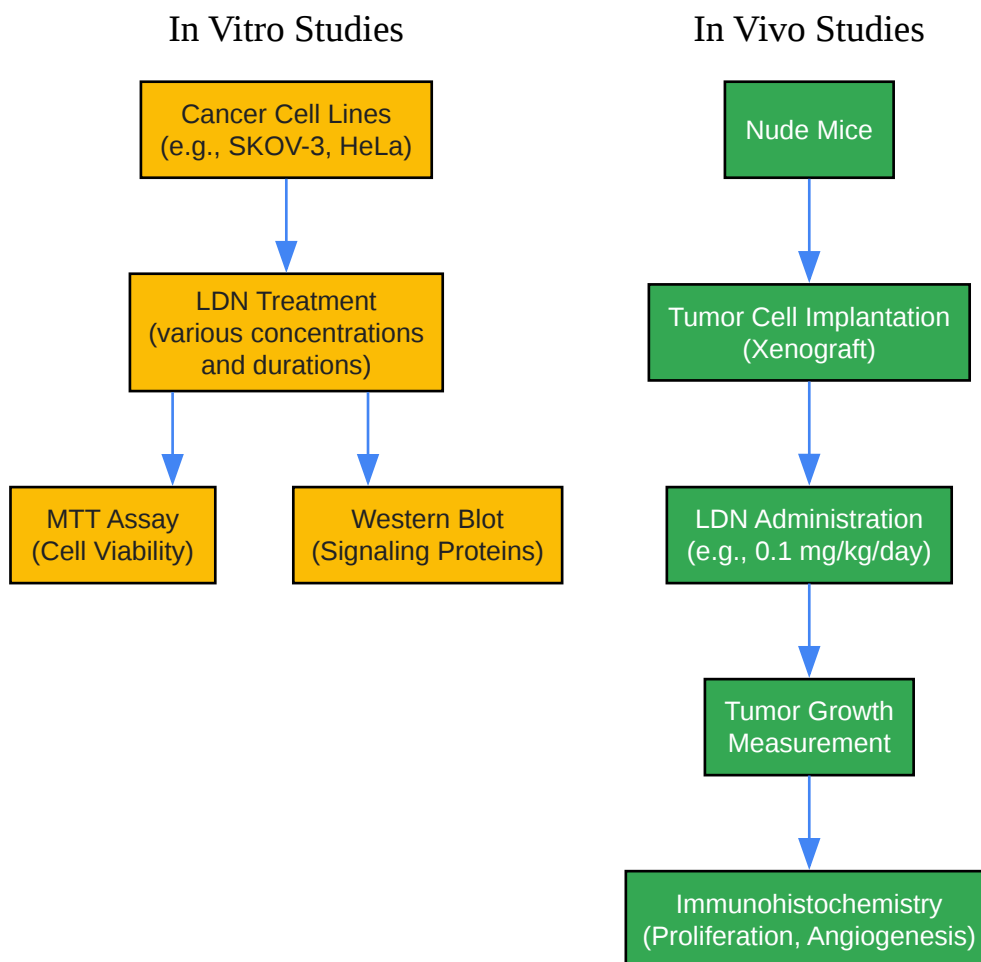 In Vitro Studies
Cancer Cell Lines
(e.g., SKOV-3, HeLa)
LDN Treatment
(various concentrations
and durations)
MTT Assay
(Cell Viability)
Western Blot
(Signaling Proteins)
In Vivo Studies
Nude Mice
Tumor Cell Implantation
(Xenograft)
LDN Administration
(e.g., 0.1 mg/kg/day)
Tumor Growth
Measurement
Immunohistochemistry
(Proliferation, Angiogenesis)